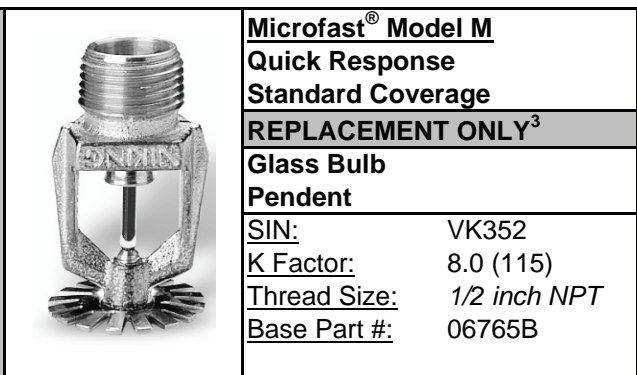 VIKING
Microfast® Model M
Quick Response
Standard Coverage
REPLACEMENT ONLY³
Glass Bulb
Pendent
SIN: VK352
K Factor: 8.0 (115)
Thread Size: 1/2 inch NPT
Base Part #: 06765B